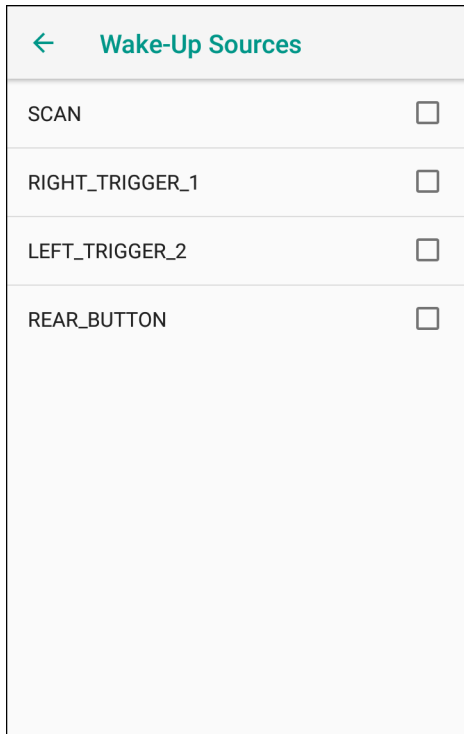 Wake-Up Sources
SCAN
RIGHT_TRIGGER_1
LEFT_TRIGGER_2
REAR_BUTTON